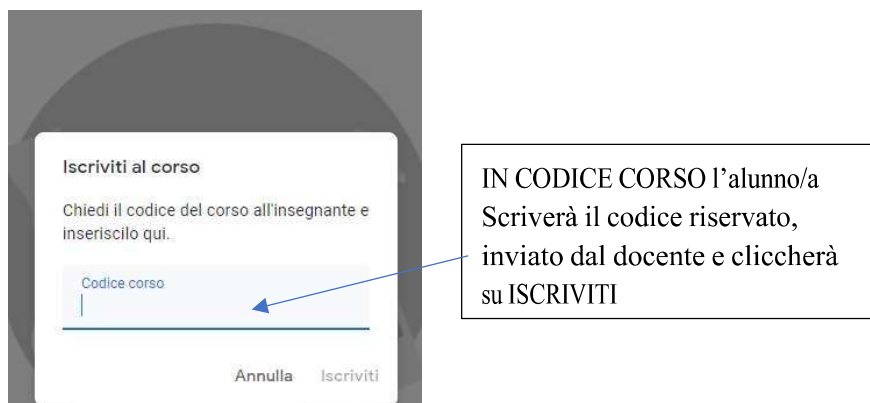 Iscriviti al corso
Chiedi il codice del corso all'insegnante e
inseriscilo qui.
Codice corso
Annulla Iscriviti
IN CODICE CORSO l'alunno/a
Scriverà il codice riservato,
inviato dal docente e cliccherà
su ISCRIVITI